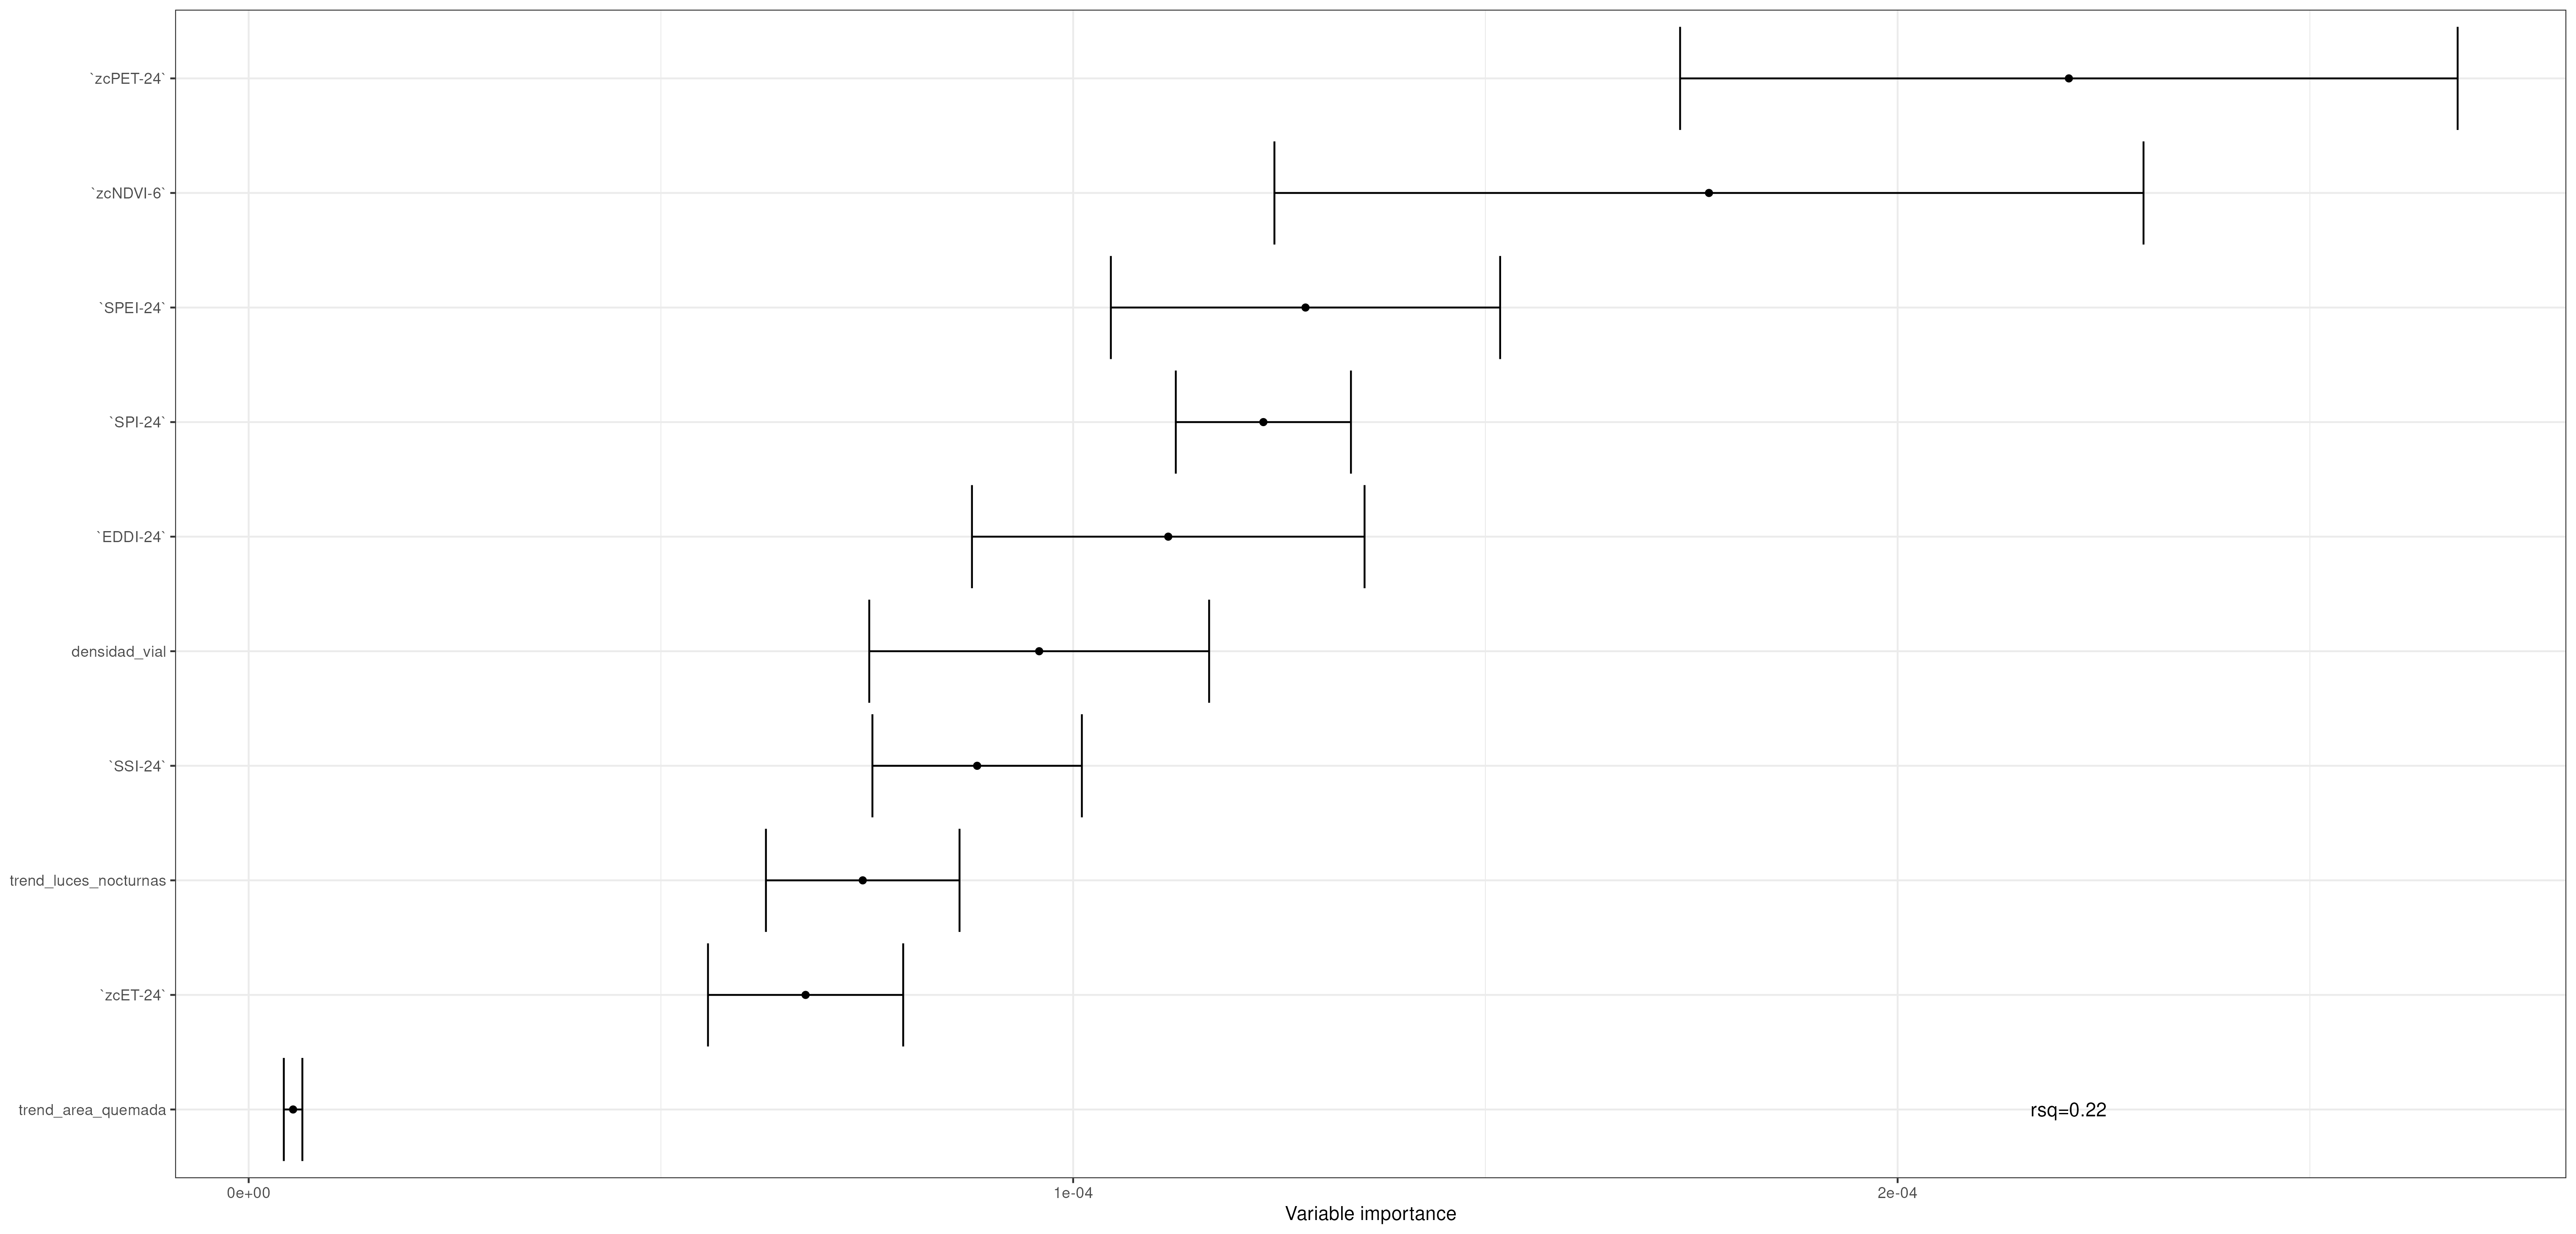 `zcPET-24`
`zcNDVI-6`
`SPEI-24`
`SPI-24`
`EDDI-24`
densidad_vial
`SSI-24`
trend_luces_nocturnas
`zcET-24`
trend_area_quemada
rsq=0.22
0e+00
1e-04
2e-04
Variable importance